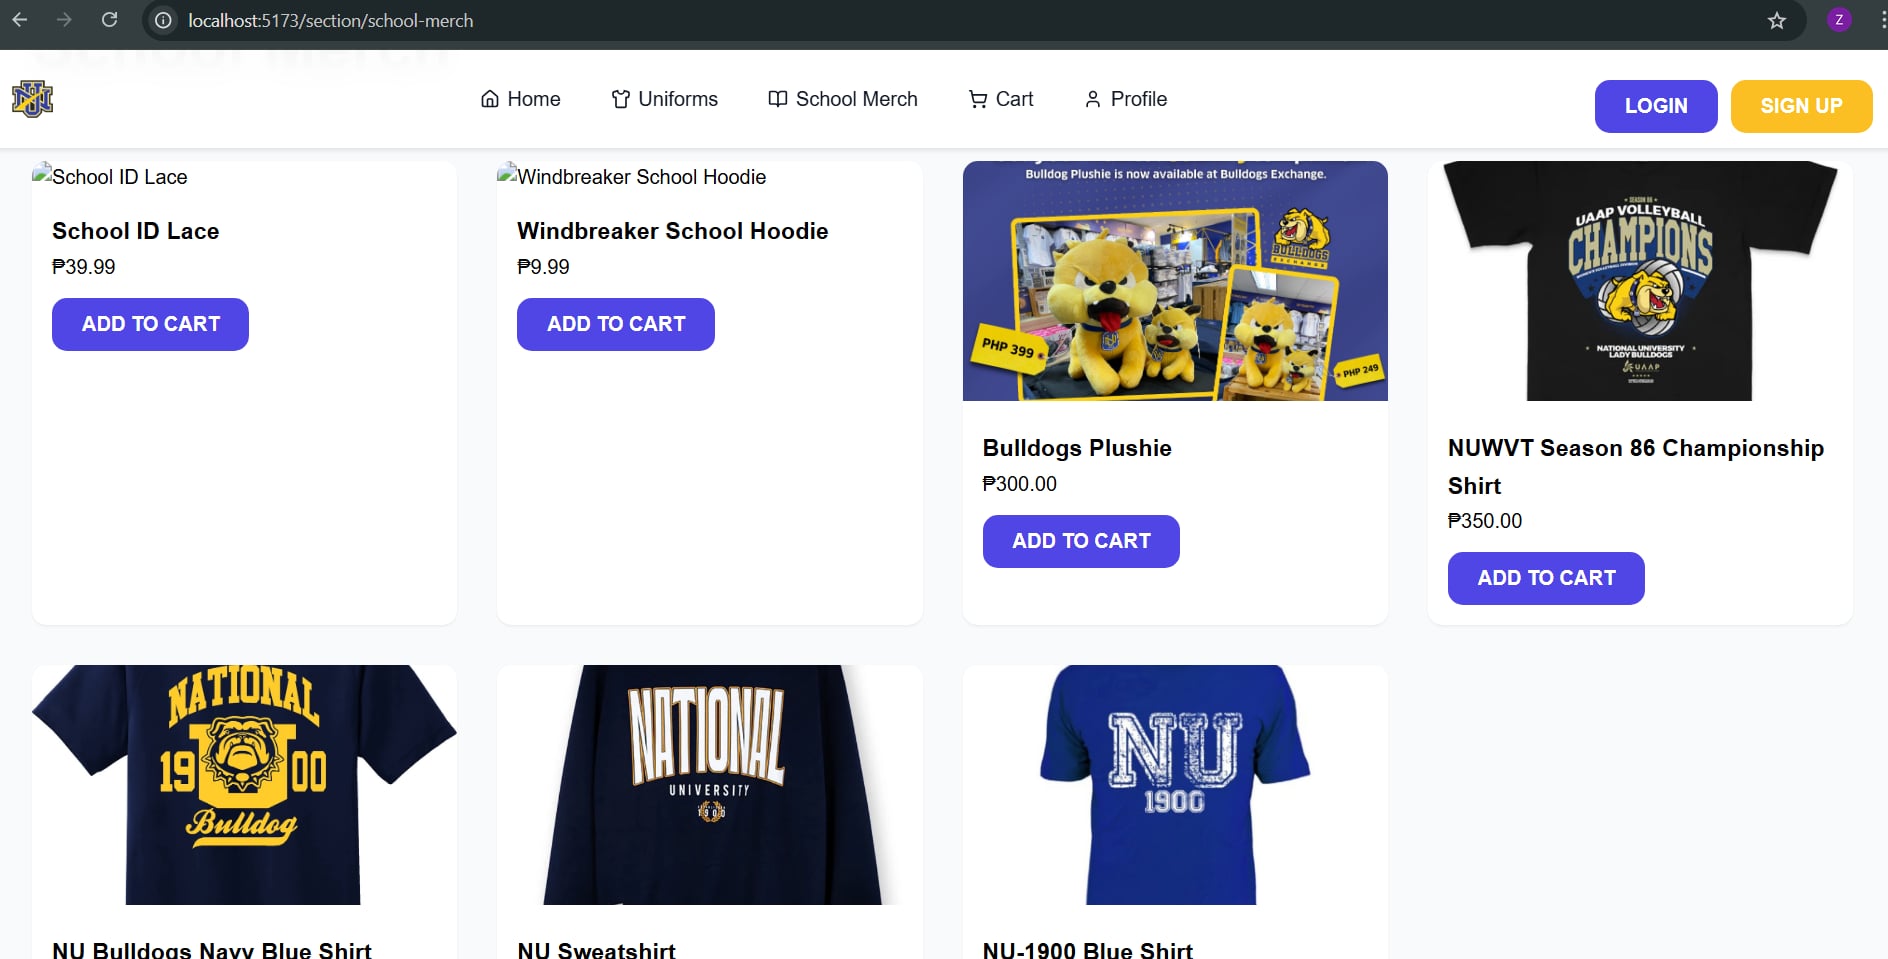 localhost:5173/section/school-merch
Z
Home
Uniforms
School Merch
Cart
Profile
LOGIN
SIGN UP
School ID Lace
School ID Lace
₱39.99
ADD TO CART
Windbreaker School Hoodie
Windbreaker School Hoodie
₱9.99
ADD TO CART
Bulldog Plushie is now available at Bulldogs Exchange.
BULLDOGS
EXCHANGE
PHP 399
PHP 249
Bulldogs Plushie
₱300.00
ADD TO CART
SEASON 86
UAAP VOLLEYBALL
CHAMPIONS
NATIONAL UNIVERSITY
LADY BULLDOGS
UAAP
NUWVT Season 86 Championship
Shirt
₱350.00
ADD TO CART
NATIONAL
U
19 00
Bulldog
NU Bulldogs Navy Blue Shirt
NATIONAL
UNIVERSITY
1900
NU Sweatshirt
NU
1900
NU-1900 Blue Shirt